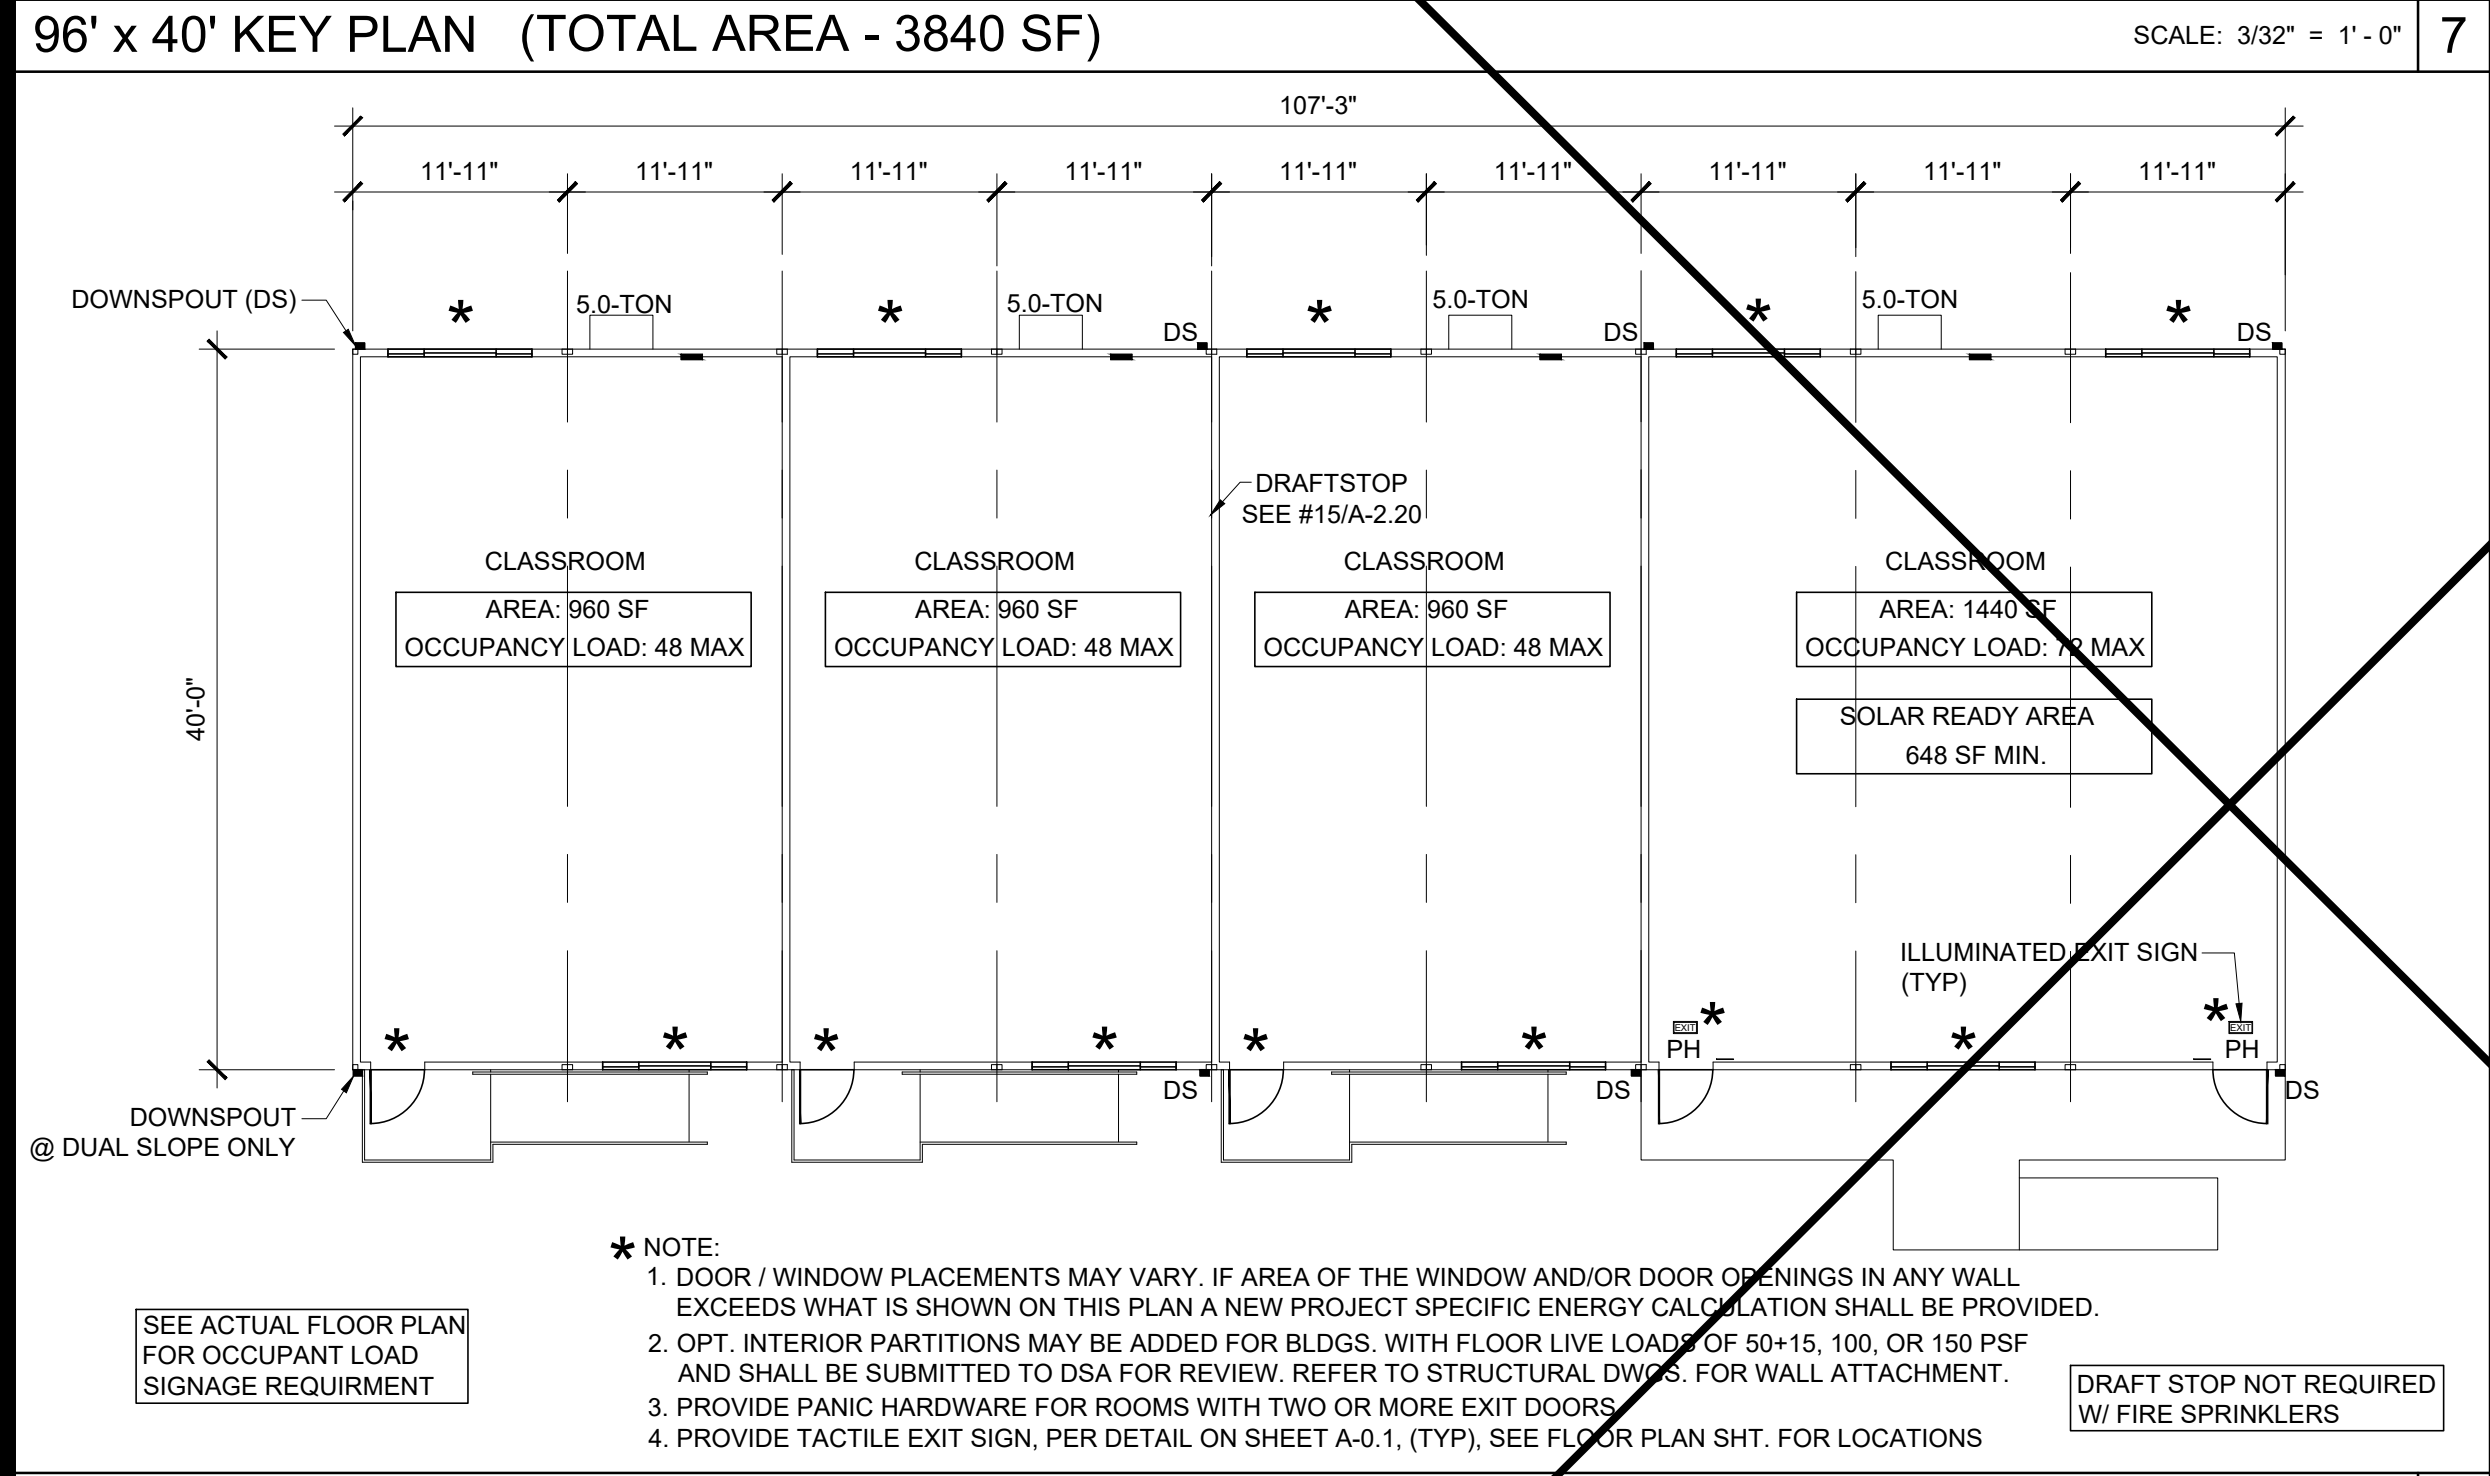 96' x 40' KEY PLAN (TOTAL AREA - 3840 SF)
SCALE: 3/32" = 1' - 0"
7
107'-3"
11'-11" 11'-11" 11'-11" 11'-11" 11'-11" 11'-11" 11'-11" 11'-11" 11'-11"
DOWNSPOUT (DS)
* 5.0-TON * 5.0-TON * 5.0-TON * 5.0-TON *
DS DS DS
DRAFTSTOP
SEE #15/A-2.20
CLASSROOM
AREA: 960 SF
OCCUPANCY LOAD: 48 MAX
CLASSROOM
AREA: 960 SF
OCCUPANCY LOAD: 48 MAX
CLASSROOM
AREA: 960 SF
OCCUPANCY LOAD: 48 MAX
CLASSROOM
AREA: 1440 SF
OCCUPANCY LOAD: 72 MAX
SOLAR READY AREA
648 SF MIN.
40'-0"
ILLUMINATED EXIT SIGN
(TYP)
* * * * * * EXIT * * * EXIT
PH PH
DS DS DS
DOWNSPOUT
@ DUAL SLOPE ONLY
* NOTE:
1. DOOR / WINDOW PLACEMENTS MAY VARY. IF AREA OF THE WINDOW AND/OR DOOR OPENINGS IN ANY WALL
EXCEEDS WHAT IS SHOWN ON THIS PLAN A NEW PROJECT SPECIFIC ENERGY CALCULATION SHALL BE PROVIDED.
2. OPT. INTERIOR PARTITIONS MAY BE ADDED FOR BLDGS. WITH FLOOR LIVE LOADS OF 50+15, 100, OR 150 PSF
AND SHALL BE SUBMITTED TO DSA FOR REVIEW. REFER TO STRUCTURAL DWGS. FOR WALL ATTACHMENT.
3. PROVIDE PANIC HARDWARE FOR ROOMS WITH TWO OR MORE EXIT DOORS
4. PROVIDE TACTILE EXIT SIGN, PER DETAIL ON SHEET A-0.1, (TYP), SEE FLOOR PLAN SHT. FOR LOCATIONS
SEE ACTUAL FLOOR PLAN
FOR OCCUPANT LOAD
SIGNAGE REQUIRMENT
DRAFT STOP NOT REQUIRED
W/ FIRE SPRINKLERS